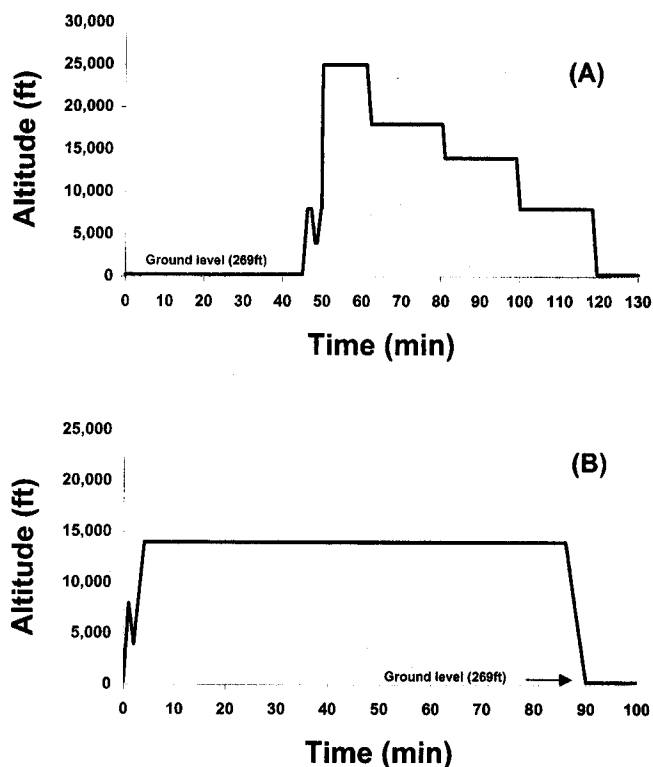 30,000
25,000
20,000
15,000
10,000
5,000
0
Altitude (ft)
(A)
Ground level (269ft)
0 10 20 30 40 50 60 70 80 90 100 110 120 130
Time (min)
25,000
20,000
15,000
10,000
5,000
0
Altitude (ft)
(B)
Ground level (269ft)
0 10 20 30 40 50 60 70 80 90 100
Time (min)